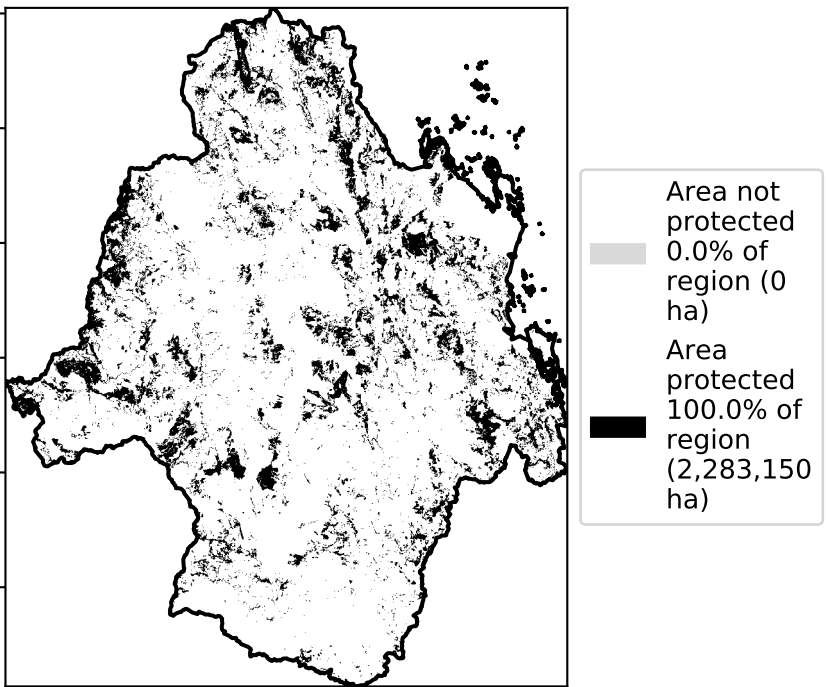 Area not
protected
0.0% of
region (0
ha)
Area
protected
100.0% of
region
(2,283,150
ha)